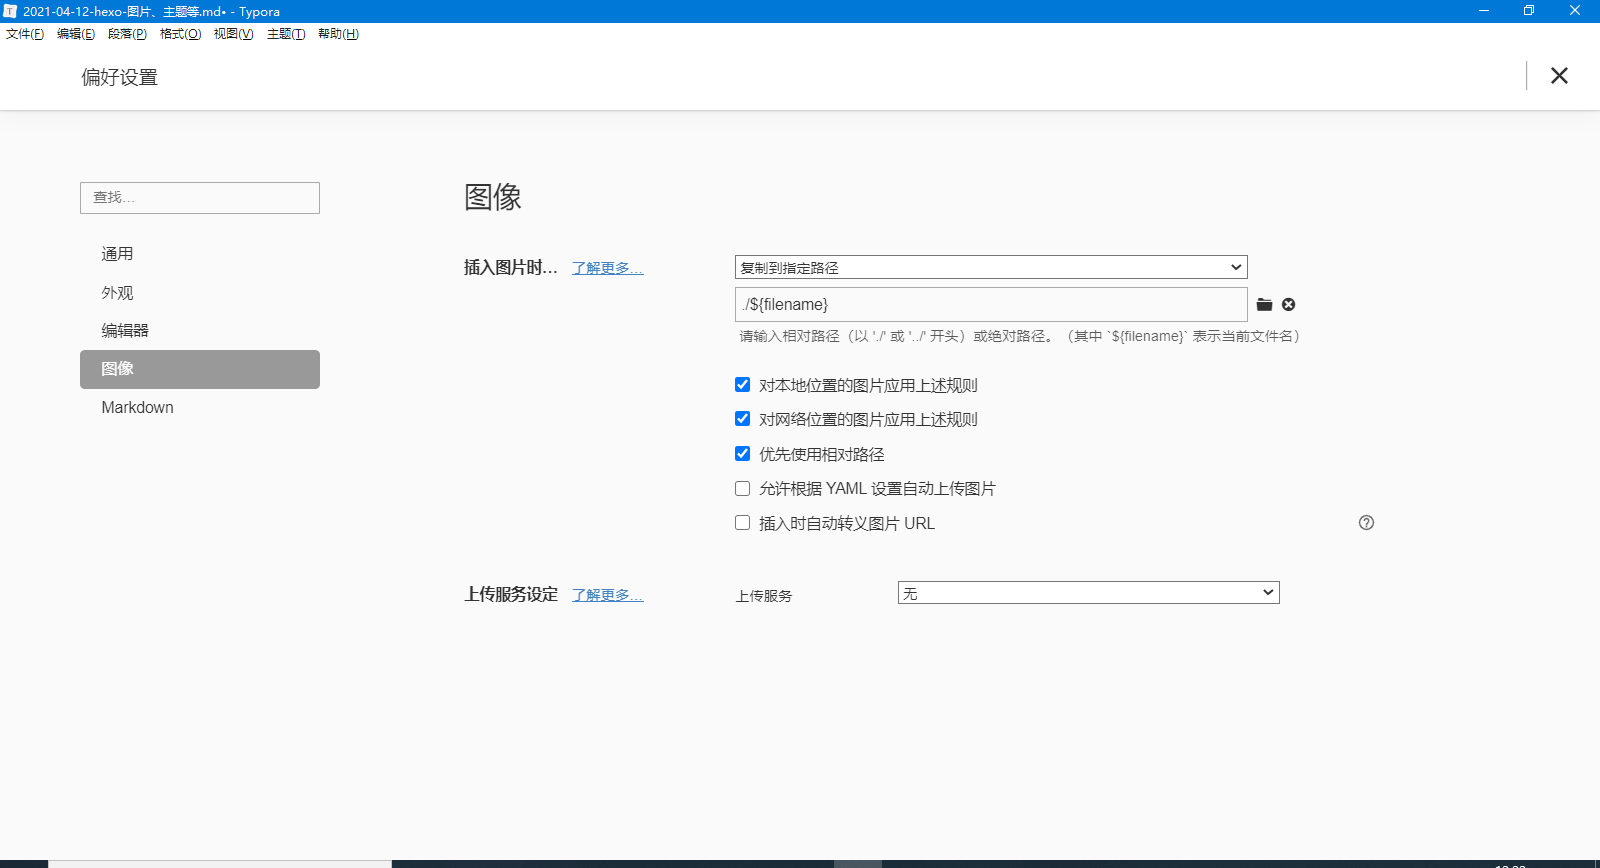 2021-04-12-hexo-图片、主题等.md• - Typora
文件(F) 编辑(E) 段落(P) 格式(O) 视图(V) 主题(T) 帮助(H)
偏好设置
查找...
通用
外观
编辑器
图像
Markdown
图像
插入图片时... 了解更多...
复制到指定路径
./${filename}
请输入相对路径（以 './' 或 '../' 开头）或绝对路径。（其中 `${filename}` 表示当前文件名）
对本地位置的图片应用上述规则
对网络位置的图片应用上述规则
优先使用相对路径
允许根据 YAML 设置自动上传图片
插入时自动转义图片 URL
上传服务设定 了解更多...
上传服务 无